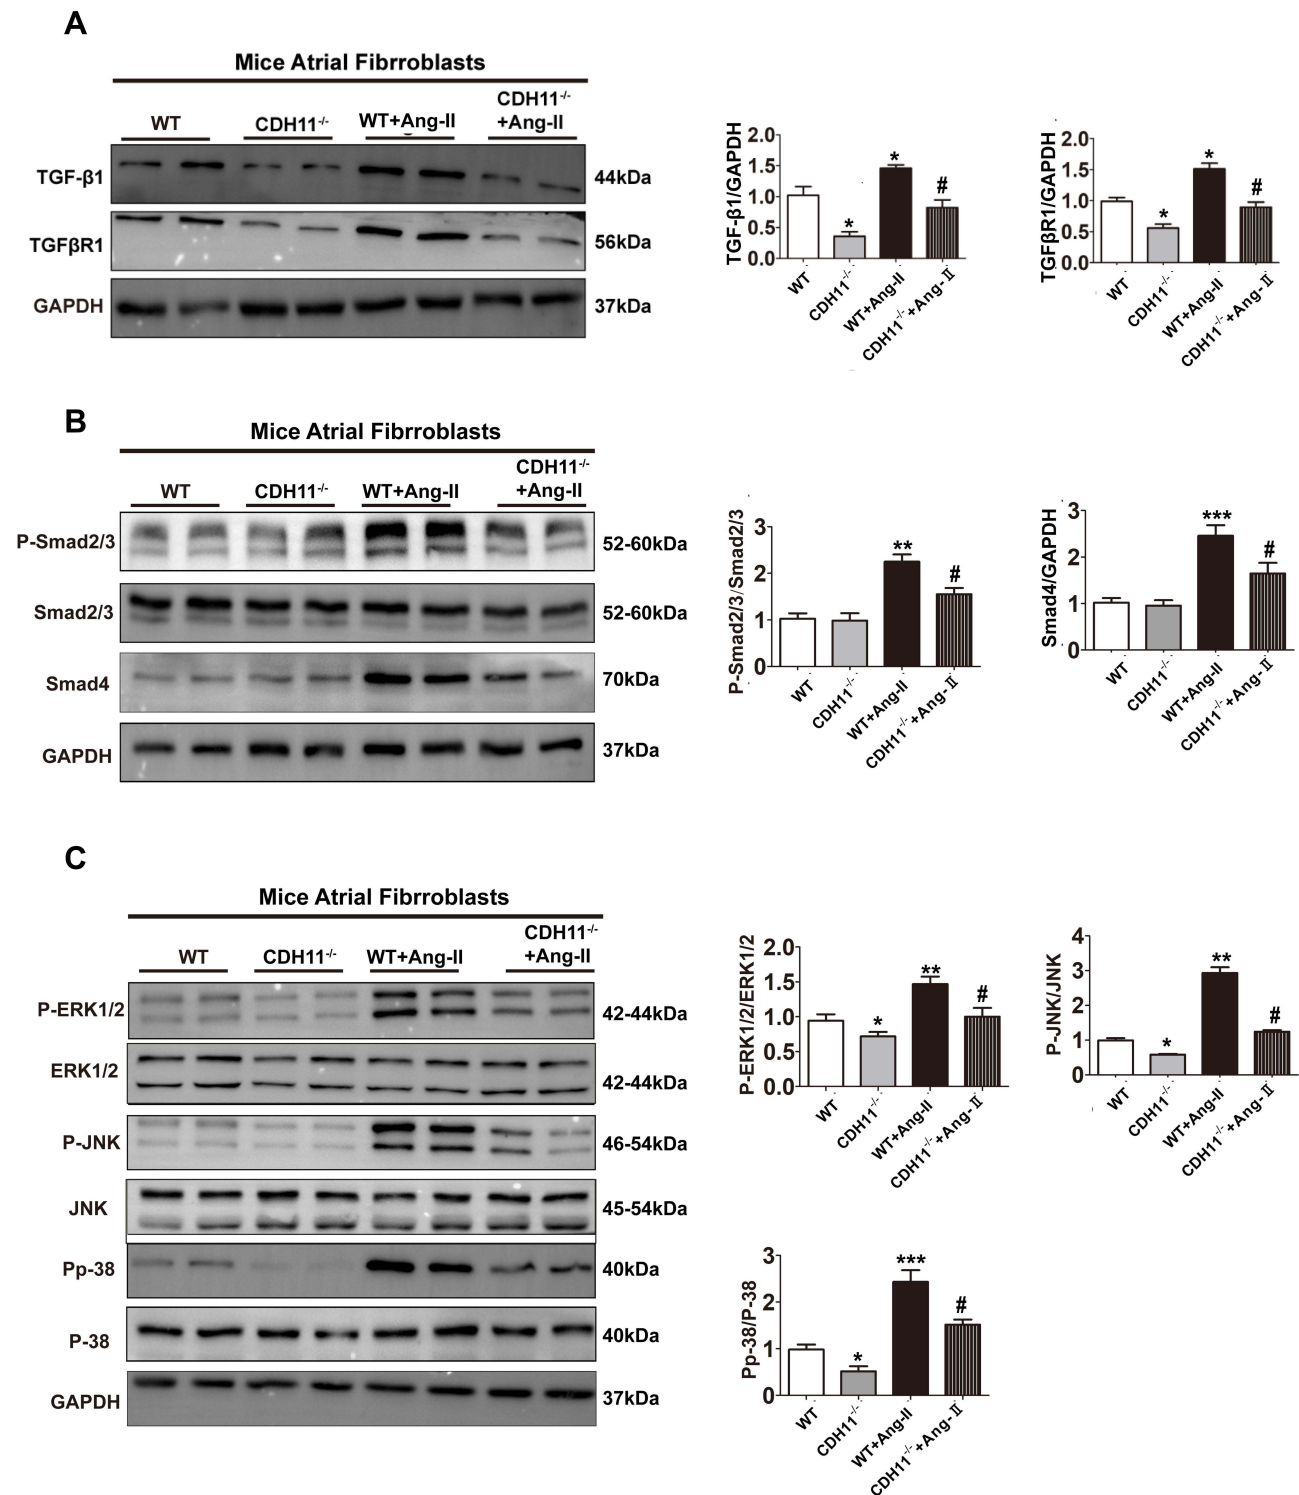 A
Mice Atrial Fibrroblasts
WT
CDH11-/-
WT+Ang-II
CDH11-/-
+Ang-II
TGF-β1
44kDa
TGFβR1
56kDa
GAPDH
37kDa
TGF-β1/GAPDH
2.0
1.5
1.0
0.5
0.0
*
*
#
WT
CDH11-/-
WT+Ang-II
CDH11-/-+Ang-II
TGFβR1/GAPDH
2.0
1.5
1.0
0.5
0.0
*
*
#
WT
CDH11-/-
WT+Ang-II
CDH11-/-+Ang-II
B
Mice Atrial Fibrroblasts
WT
CDH11-/-
WT+Ang-II
CDH11-/-
+Ang-II
P-Smad2/3
52-60kDa
Smad2/3
52-60kDa
Smad4
70kDa
GAPDH
37kDa
P-Smad2/3/Smad2/3
3
2
1
0
**
#
WT
CDH11-/-
WT+Ang-II
CDH11-/-+Ang-II
Smad4/GAPDH
3
2
1
0
***
#
WT
CDH11-/-
WT+Ang-II
CDH11-/-+Ang-II
C
Mice Atrial Fibrroblasts
WT
CDH11-/-
WT+Ang-II
CDH11-/-
+Ang-II
P-ERK1/2
42-44kDa
ERK1/2
42-44kDa
P-JNK
46-54kDa
JNK
45-54kDa
Pp-38
40kDa
P-38
40kDa
GAPDH
37kDa
P-ERK1/2/ERK1/2
2.0
1.5
1.0
0.5
0.0
*
**
#
WT
CDH11-/-
WT+Ang-II
CDH11-/-+Ang-II
P-JNK/JNK
4
3
2
1
0
*
**
#
WT
CDH11-/-
WT+Ang-II
CDH11-/-+Ang-II
Pp-38/P-38
3
2
1
0
*
***
#
WT
CDH11-/-
WT+Ang-II
CDH11-/-+Ang-II